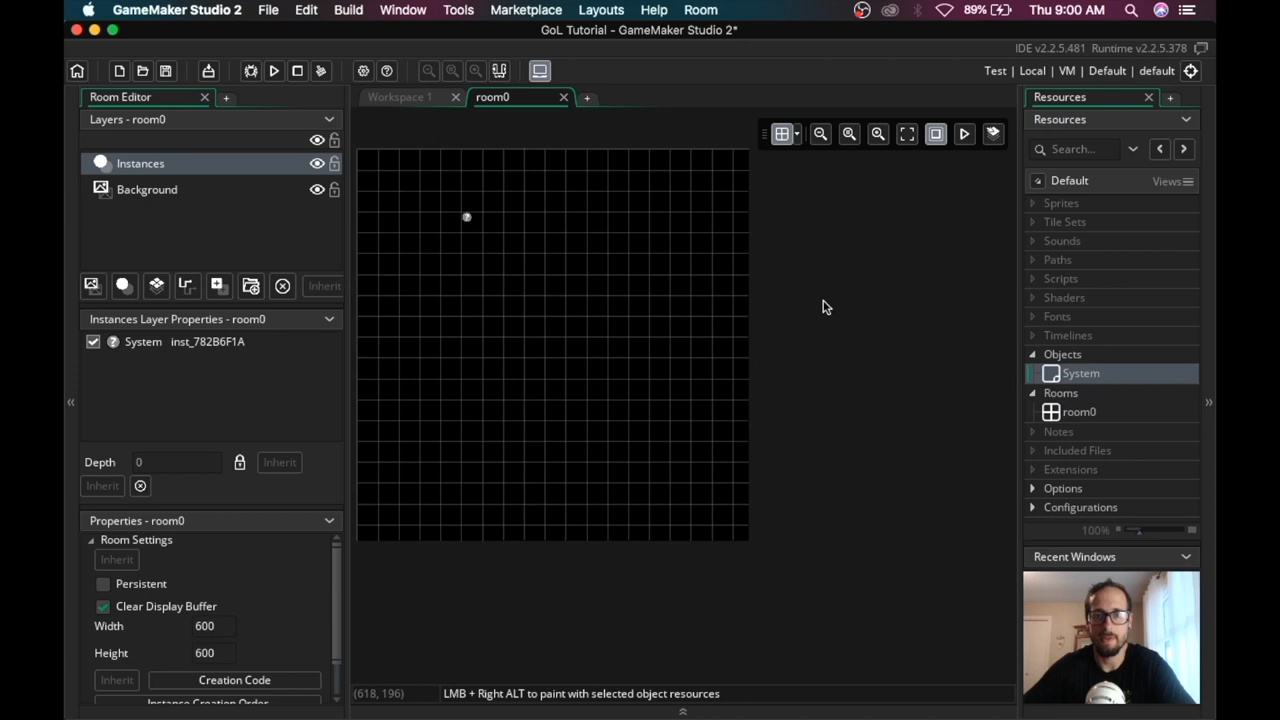 GameMaker Studio 2 File Edit Build Window Tools Marketplace Layouts Help Room 89% Thu 9:00 AM
GoL Tutorial - GameMaker Studio 2*
IDE v2.2.5.481 Runtime v2.2.5.378
Test | Local | VM | Default | default
Room Editor
Workspace 1
room0
Resources
Layers - room0
Resources
Instances
Search...
Background
Default
Views
Sprites
Tile Sets
Sounds
Paths
Scripts
Inherit
Shaders
Instances Layer Properties - room0
Fonts
System inst_782B6F1A
Timelines
Objects
System
Rooms
room0
Notes
Included Files
Depth 0 Inherit
Extensions
Inherit
Options
Configurations
Properties - room0
100%
Room Settings
Inherit
Recent Windows
Persistent
Clear Display Buffer
Width 600
Height 600
Inherit Creation Code
Instance Creation Order
(618, 196) LMB + Right ALT to paint with selected object resources